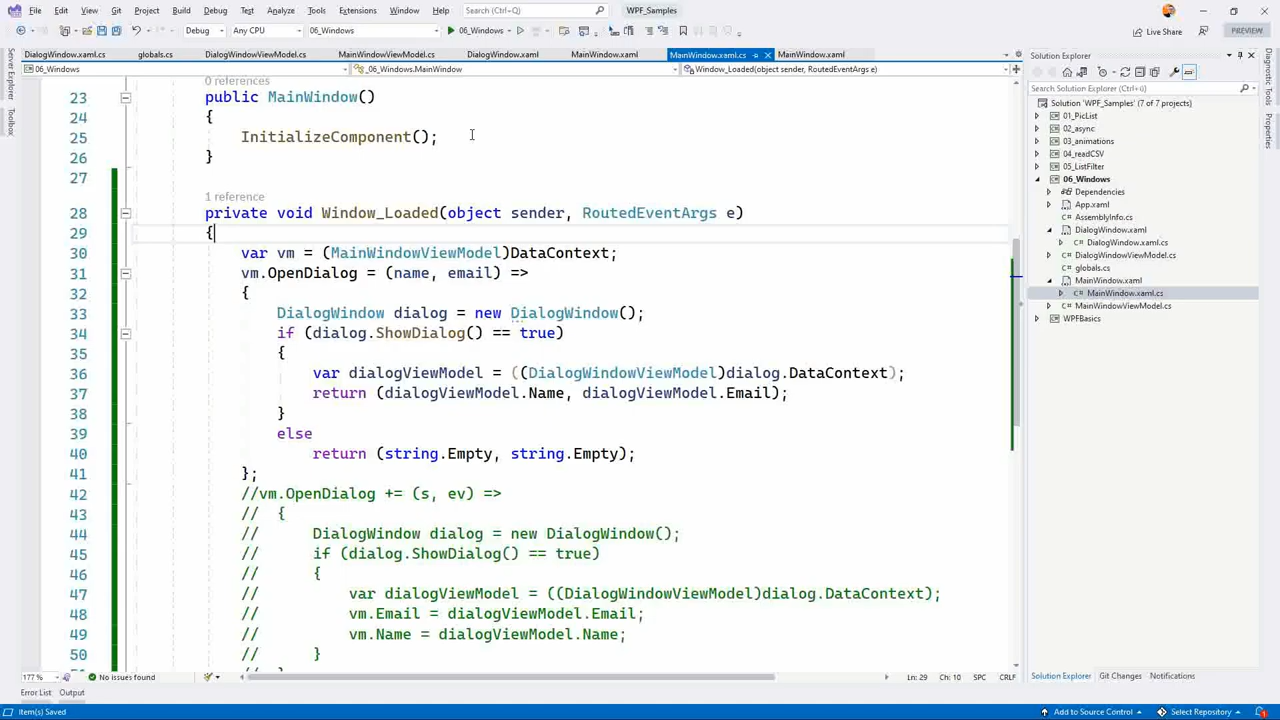 File Edit View Git Project Build Debug Test Analyze Tools Extensions Window Help Search (Ctrl+Q) WPF_Samples
Debug Any CPU 06_Windows 06_Windows Live Share PREVIEW
DialogWindow.xaml.cs globals.cs DialogWindowViewModel.cs MainWindowViewModel.cs DialogWindow.xaml MainWindow.xaml MainWindow.xaml.cs MainWindow.xaml
06_Windows _06_Windows.MainWindow Window_Loaded(object sender, RoutedEventArgs e)
Server Explorer
Toolbox
0 references
23 public MainWindow()
24 {
25 InitializeComponent();
26 }
27
1 reference
28 private void Window_Loaded(object sender, RoutedEventArgs e)
29 {
30 var vm = (MainWindowViewModel)DataContext;
31 vm.OpenDialog = (name, email) =>
32 {
33 DialogWindow dialog = new DialogWindow();
34 if (dialog.ShowDialog() == true)
35 {
36 var dialogViewModel = ((DialogWindowViewModel)dialog.DataContext);
37 return (dialogViewModel.Name, dialogViewModel.Email);
38 }
39 else
40 return (string.Empty, string.Empty);
41 };
42 //vm.OpenDialog += (s, ev) =>
43 // {
44 // DialogWindow dialog = new DialogWindow();
45 // if (dialog.ShowDialog() == true)
46 // {
47 // var dialogViewModel = ((DialogWindowViewModel)dialog.DataContext);
48 // vm.Email = dialogViewModel.Email;
49 // vm.Name = dialogViewModel.Name;
50 // }
177 % No issues found Ln: 29 Ch: 10 SPC CRLF
Error List Output
Solution Explorer
Search Solution Explorer (Ctrl+ü)
Solution 'WPF_Samples' (7 of 7 projects)
01_PicList
02_async
03_animations
04_readCSV
05_ListFilter
06_Windows
Dependencies
App.xaml
AssemblyInfo.cs
DialogWindow.xaml
DialogWindow.xaml.cs
DialogWindowViewModel.cs
globals.cs
MainWindow.xaml
MainWindow.xaml.cs
MainWindowViewModel.cs
WPFBasics
Solution Explorer Git Changes Notifications
Diagnostic Tools
Properties
Item(s) Saved Add to Source Control Select Repository